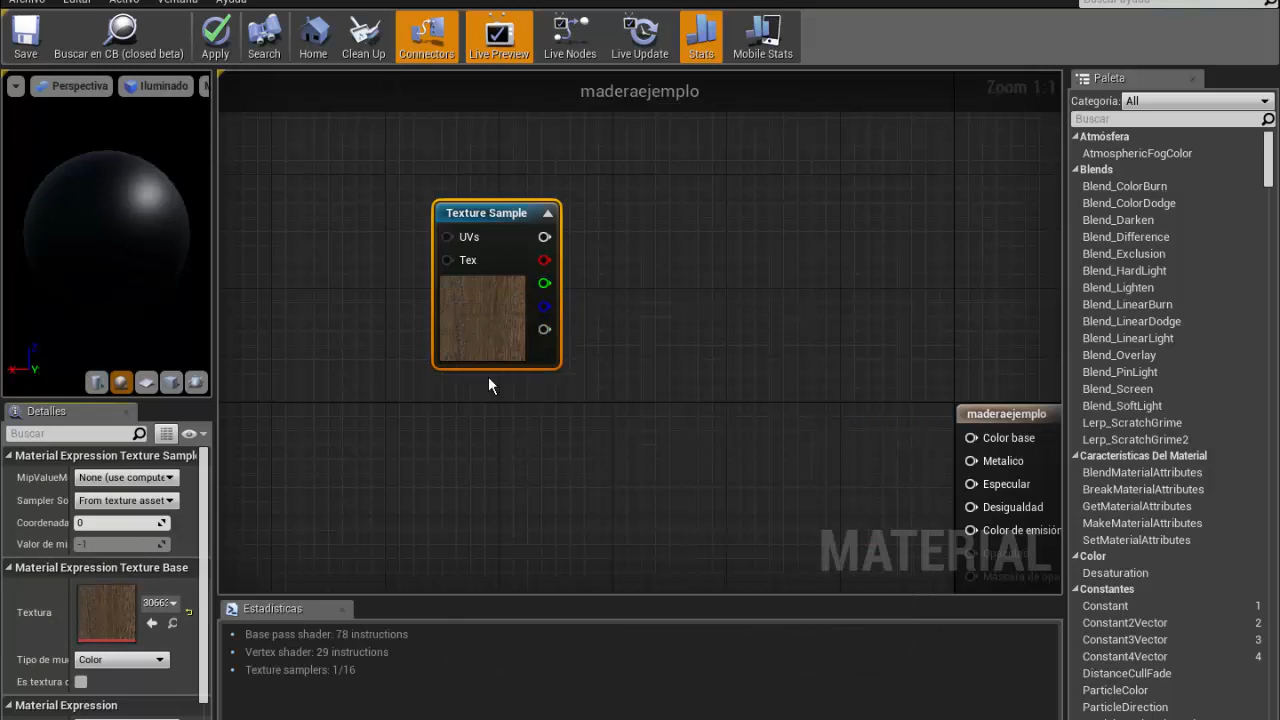 Archivo Editar Activo Ventana Ayuda
Buscar ayuda
Save
Buscar en CB (closed beta)
Apply
Search
Home
Clean Up
Connectors
Live Preview
Live Nodes
Live Update
Stats
Mobile Stats
Perspectiva
Iluminado
maderaejemplo
Zoom 1:1
Texture Sample
UVs
Tex
maderaejemplo
Color base
Metalico
Especular
Desigualdad
Color de emisión
Opacidad
Máscara de opa
MATERIAL
Detalles
Buscar
Material Expression Texture Sampl
MipValueM
None (use compute
Sampler So
From texture asset
Coordenada
0
Valor de mi
-1
Material Expression Texture Base
Textura
3066
Tipo de mu
Color
Es textura d
Material Expression
Estadísticas
Base pass shader: 78 instructions
Vertex shader: 29 instructions
Texture samplers: 1/16
Paleta
Categoría:
All
Buscar
Atmósfera
AtmosphericFogColor
Blends
Blend_ColorBurn
Blend_ColorDodge
Blend_Darken
Blend_Difference
Blend_Exclusion
Blend_HardLight
Blend_Lighten
Blend_LinearBurn
Blend_LinearDodge
Blend_LinearLight
Blend_Overlay
Blend_PinLight
Blend_Screen
Blend_SoftLight
Lerp_ScratchGrime
Lerp_ScratchGrime2
Caracteristicas Del Material
BlendMaterialAttributes
BreakMaterialAttributes
GetMaterialAttributes
MakeMaterialAttributes
SetMaterialAttributes
Color
Desaturation
Constantes
Constant 1
Constant2Vector 2
Constant3Vector 3
Constant4Vector 4
DistanceCullFade
ParticleColor
ParticleDirection